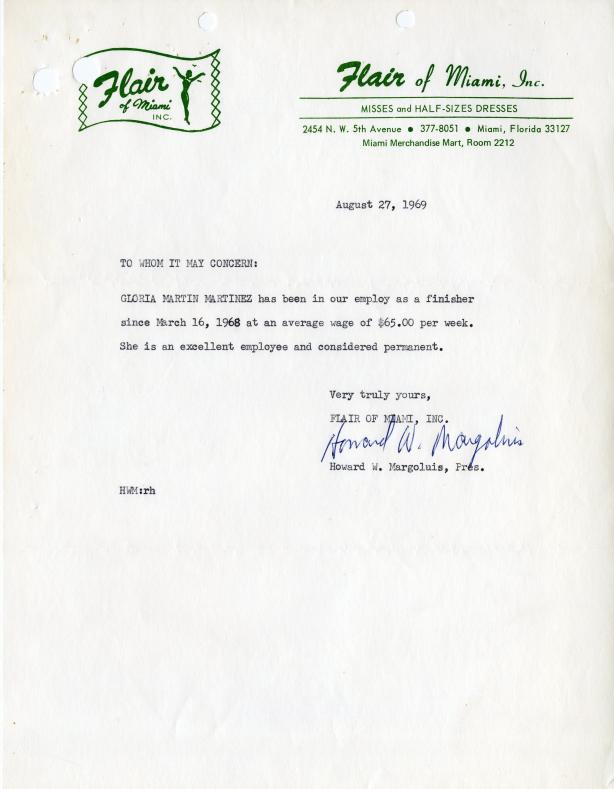 Flair
of Miami
INC.
Flair of Miami, Inc.
MISSES and HALF-SIZES DRESSES
2454 N. W. 5th Avenue ● 377-8051 ● Miami, Florida 33127
Miami Merchandise Mart, Room 2212
August 27, 1969
TO WHOM IT MAY CONCERN:
GLORIA MARTIN MARTINEZ has been in our employ as a finisher
since March 16, 1968 at an average wage of $65.00 per week.
She is an excellent employee and considered permanent.
Very truly yours,
FLAIR OF MIAMI, INC.
Howard W. Margoluis
Howard W. Margoluis, Pres.
HWM:rh